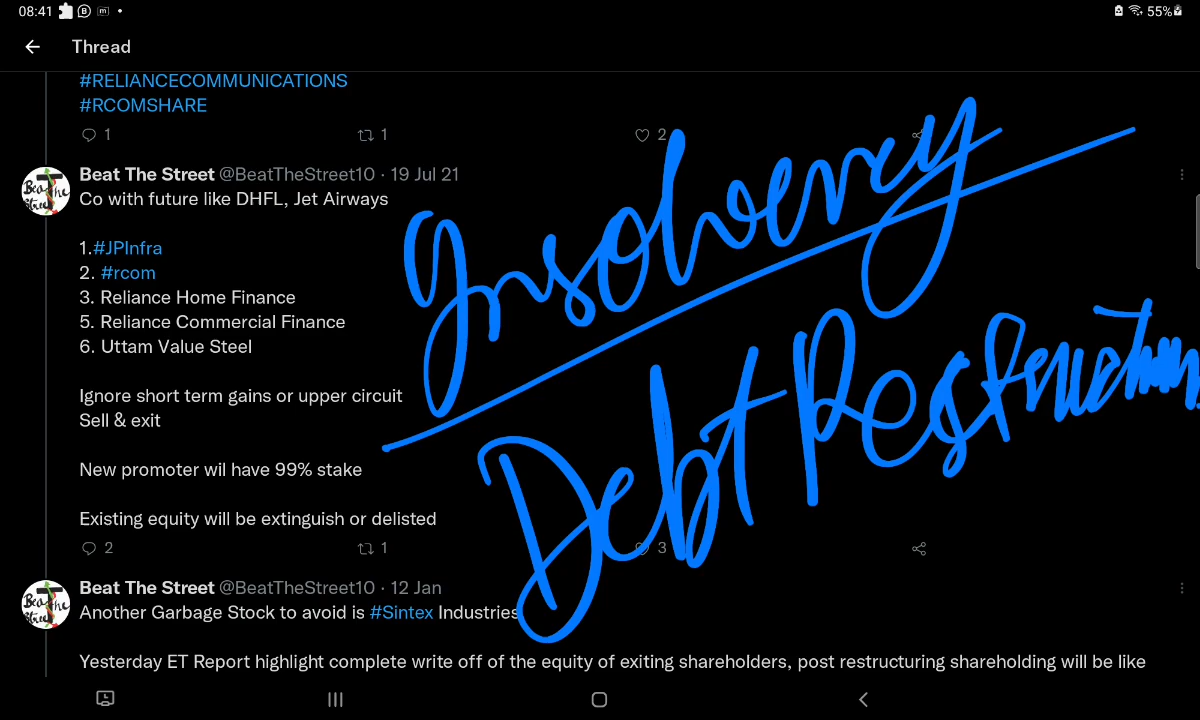 08:41
55%
Thread
#RELIANCECOMMUNICATIONS
#RCOMSHARE
1 1 2
Beat The Street @BeatTheStreet10 · 19 Jul 21
Co with future like DHFL, Jet Airways
1.#JPInfra
2. #rcom
3. Reliance Home Finance
5. Reliance Commercial Finance
6. Uttam Value Steel
Ignore short term gains or upper circuit
Sell & exit
New promoter wil have 99% stake
Existing equity will be extinguish or delisted
2 1 3
Insolvency
Debt
Beat The Street @BeatTheStreet10 · 12 Jan
Another Garbage Stock to avoid is #Sintex Industries
Yesterday ET Report highlight complete write off of the equity of exiting shareholders, post restructuring shareholding will be like